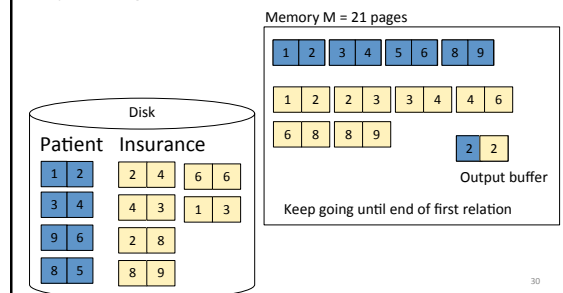 Memory M = 21 pages
1 2 3 4 5 6 8 9
1 2 2 3 3 4 4 6
6 8 8 9
2 2
Output buffer
Keep going until end of first relation
Disk
Patient Insurance
1 2 2 4 6 6
3 4 4 3 1 3
9 6 2 8
8 5 8 9
30